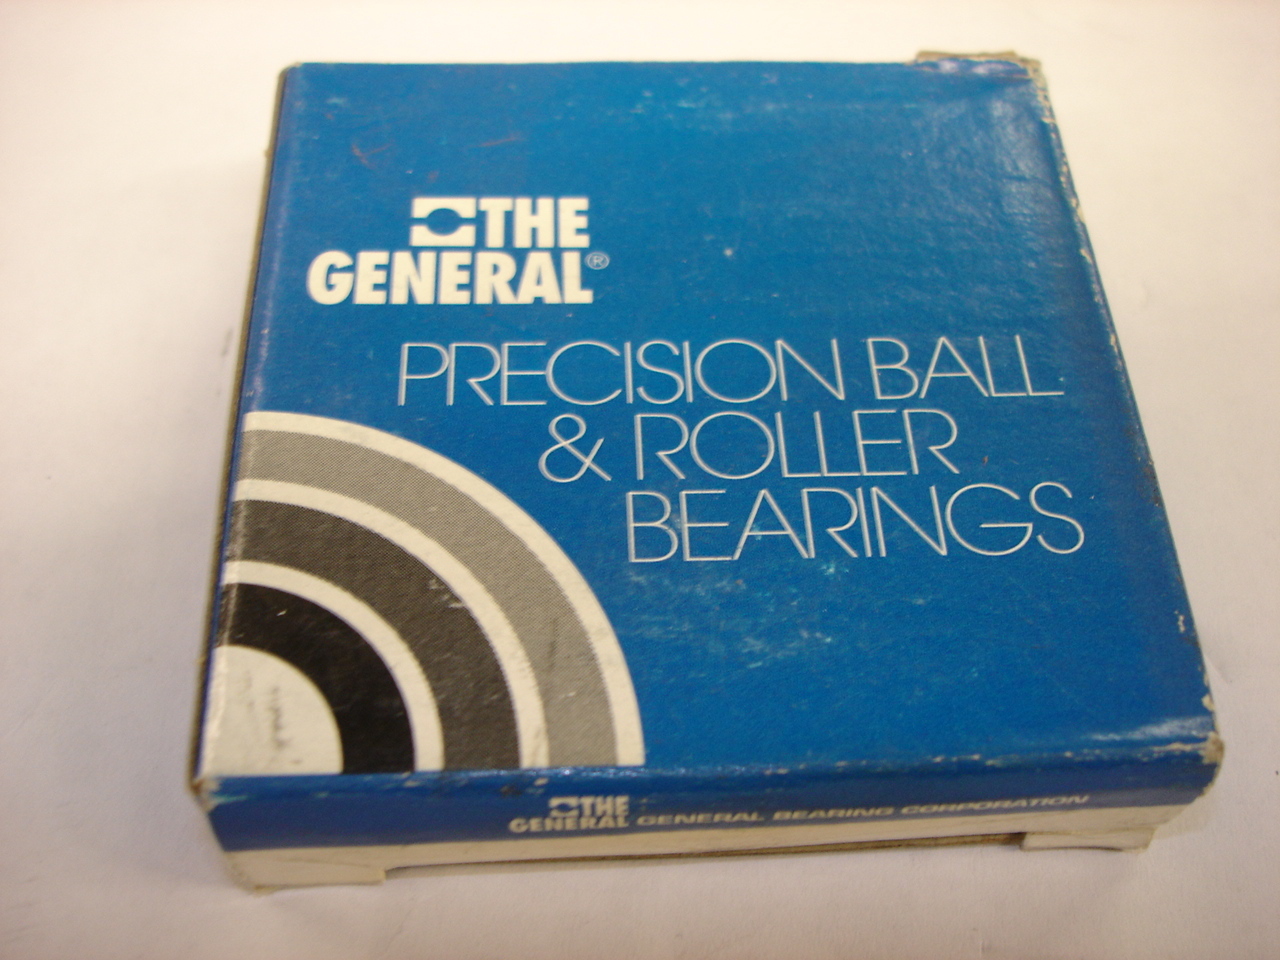 THE
GENERAL®
PRECISION BALL
& ROLLER
BEARINGS
THE
GENERAL GENERAL BEARING CORPORATION